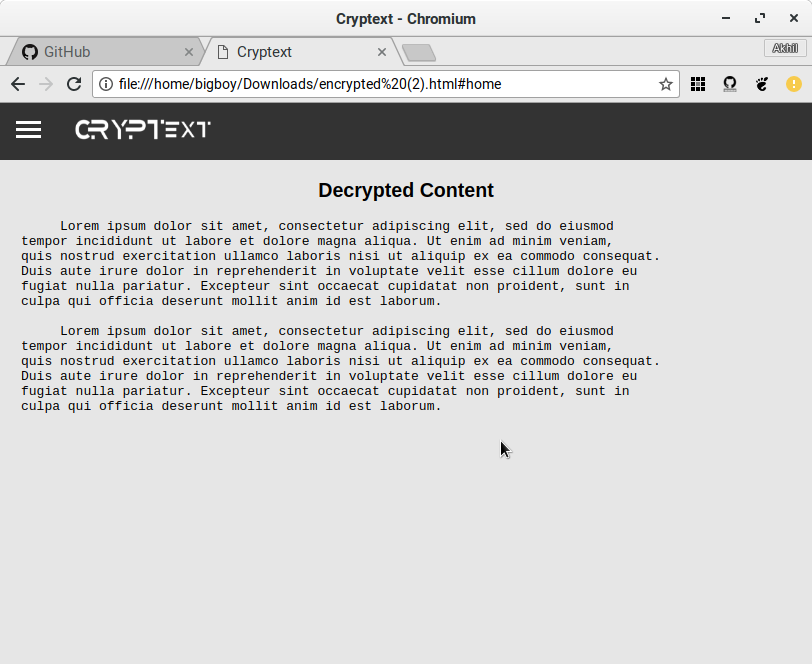 Cryptext - Chromium
GitHub
Cryptext
Akhil
file:///home/bigboy/Downloads/encrypted%20(2).html#home
CRYPTEXT
Decrypted Content
Lorem ipsum dolor sit amet, consectetur adipiscing elit, sed do eiusmod
tempor incididunt ut labore et dolore magna aliqua. Ut enim ad minim veniam,
quis nostrud exercitation ullamco laboris nisi ut aliquip ex ea commodo consequat.
Duis aute irure dolor in reprehenderit in voluptate velit esse cillum dolore eu
fugiat nulla pariatur. Excepteur sint occaecat cupidatat non proident, sunt in
culpa qui officia deserunt mollit anim id est laborum.
Lorem ipsum dolor sit amet, consectetur adipiscing elit, sed do eiusmod
tempor incididunt ut labore et dolore magna aliqua. Ut enim ad minim veniam,
quis nostrud exercitation ullamco laboris nisi ut aliquip ex ea commodo consequat.
Duis aute irure dolor in reprehenderit in voluptate velit esse cillum dolore eu
fugiat nulla pariatur. Excepteur sint occaecat cupidatat non proident, sunt in
culpa qui officia deserunt mollit anim id est laborum.